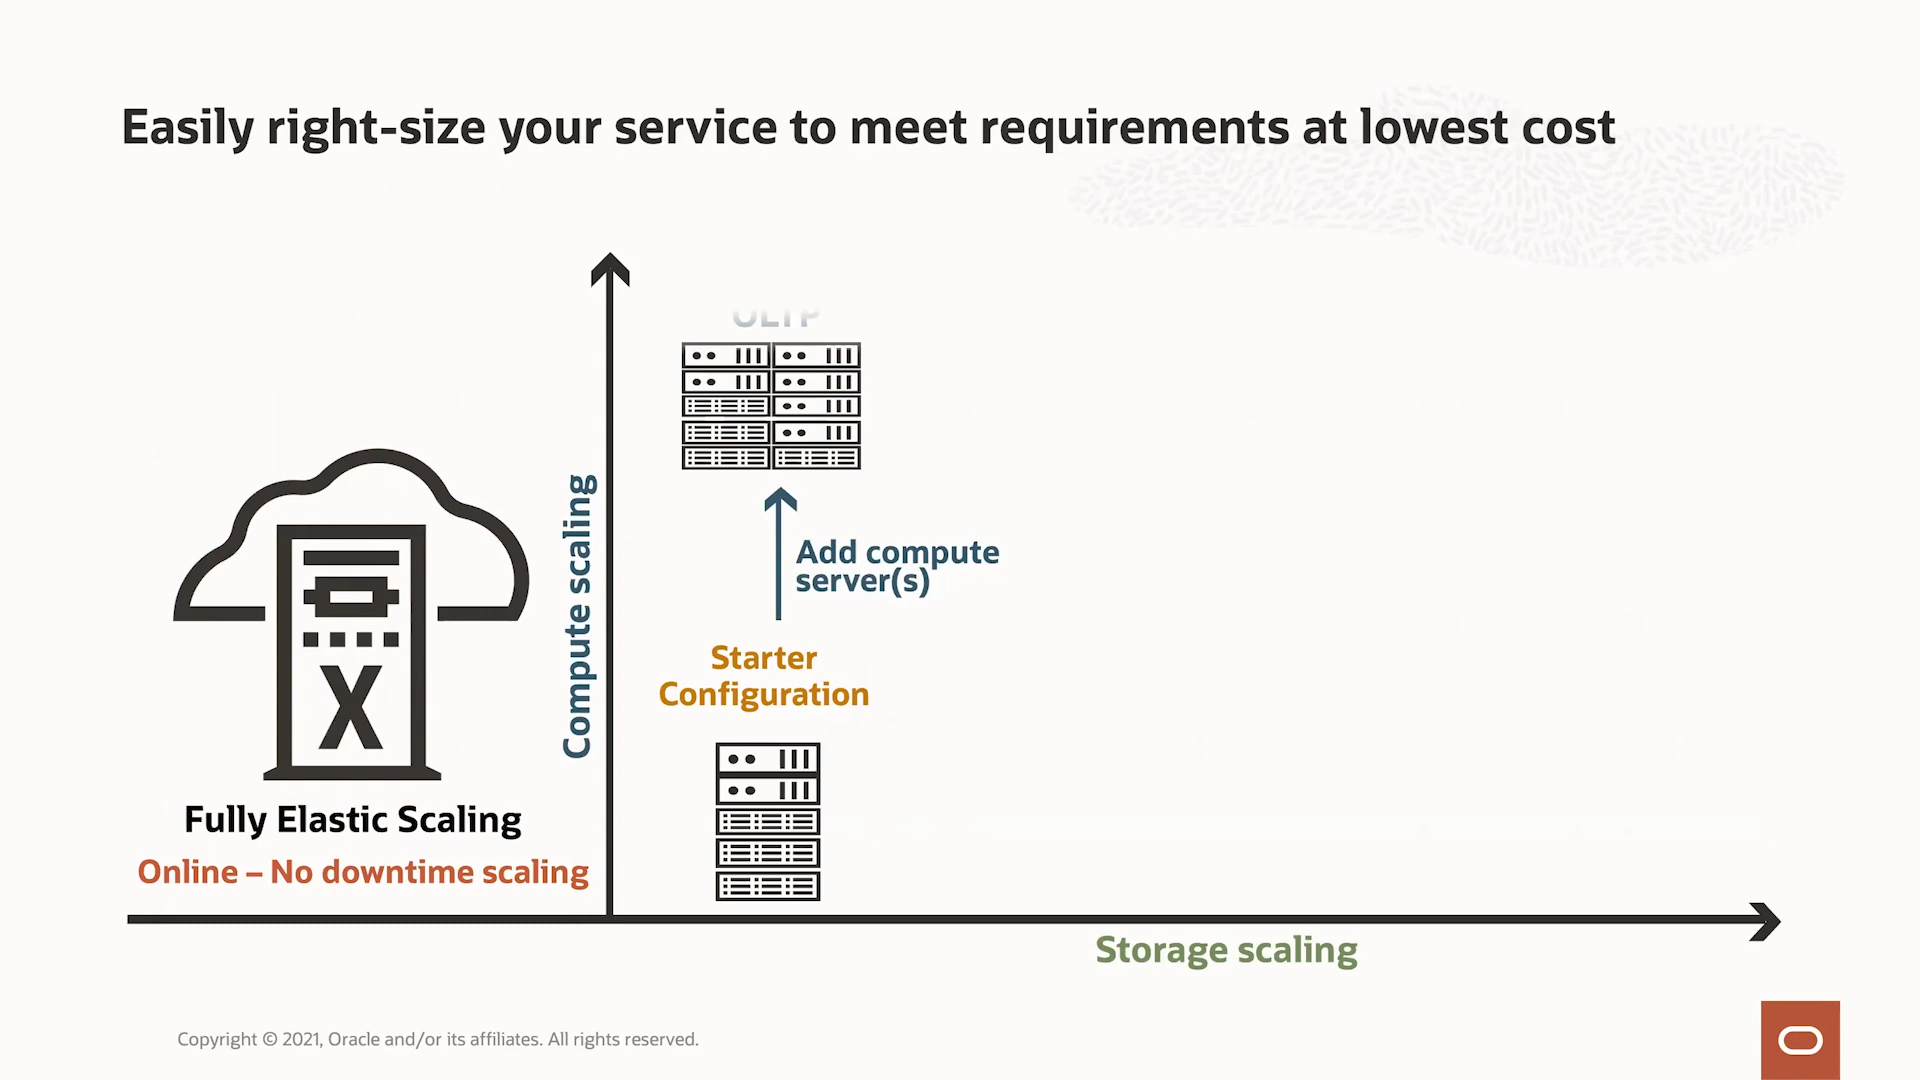 Easily right-size your service to meet requirements at lowest cost
OLTP
Compute scaling
Add compute
server(s)
Starter
Configuration
X
Fully Elastic Scaling
Online – No downtime scaling
Storage scaling
Copyright © 2021, Oracle and/or its affiliates. All rights reserved.